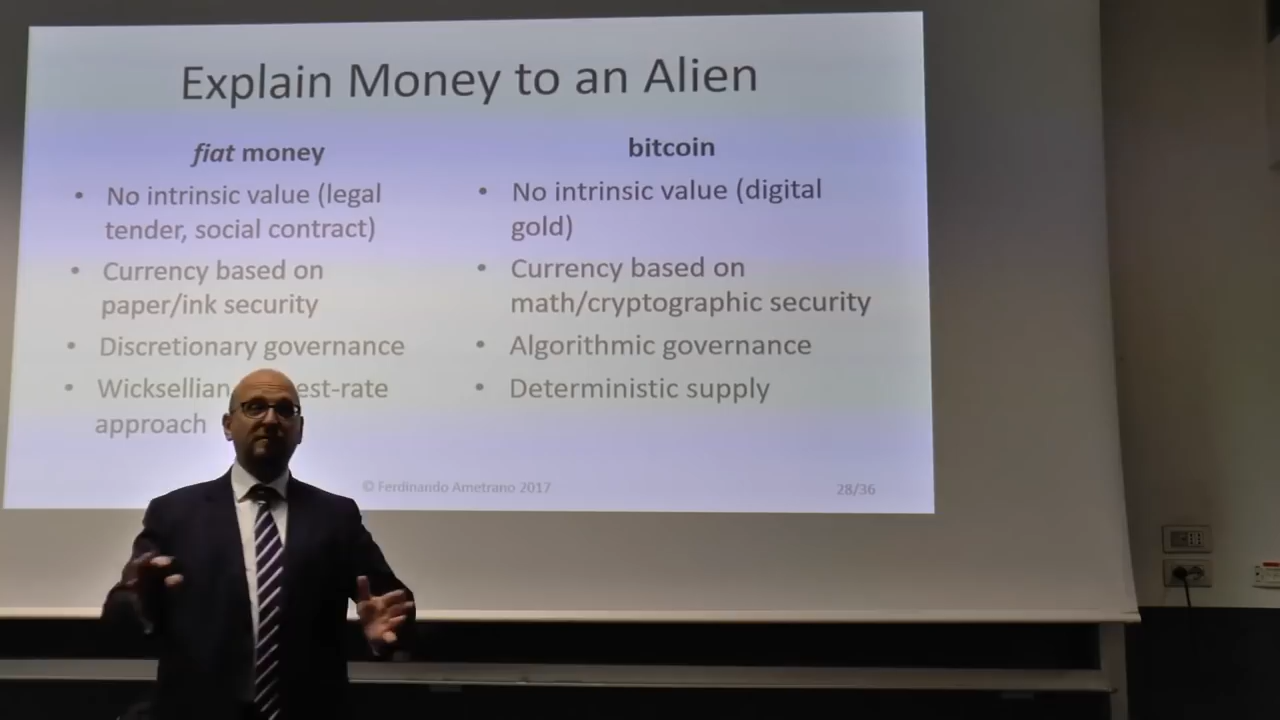 Explain Money to an Alien
fiat money
• No intrinsic value (legal
tender, social contract)
• Currency based on
paper/ink security
• Discretionary governance
• Wicksellian est-rate
approach
bitcoin
• No intrinsic value (digital
gold)
• Currency based on
math/cryptographic security
• Algorithmic governance
• Deterministic supply
© Ferdinando Ametrano 2017
28/36